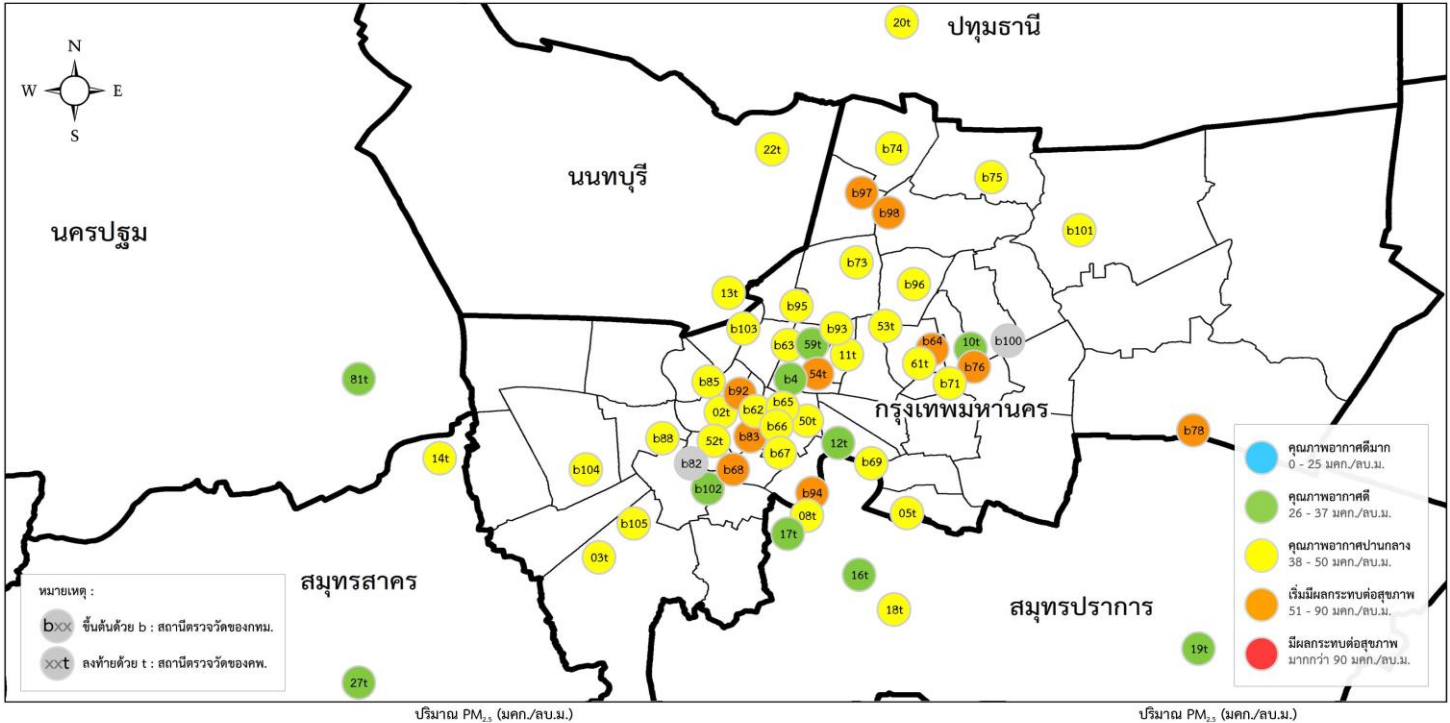 20t
ปทุมธานี
N
W E
S
22t
b74
นนทบุรี
b75
b97
b98
นครปฐม
b101
b73
b96
13t
b95
b103
b93
53t
b63
59t
b64
10t
b100
11t
61t
b76
54t
81t
b85
b4
b71
b92
02t
b62
b65
กรุงเทพมหานคร
b66
50t
b78
b88
52t
b83
12t
14t
b67
b82
b69
b104
b68
b102
b94
08t
05t
b105
17t
03t
16t
สมุทรสาคร
18t
สมุทรปราการ
19t
27t
หมายเหตุ :
bxx ขึ้นต้นด้วย b : สถานีตรวจวัดของกทม.
xxt ลงท้ายด้วย t : สถานีตรวจวัดของคพ.
คุณภาพอากาศดีมาก
0 - 25 มคก./ลบ.ม.
คุณภาพอากาศดี
26 - 37 มคก./ลบ.ม.
คุณภาพอากาศปานกลาง
38 - 50 มคก./ลบ.ม.
เริ่มมีผลกระทบต่อสุขภาพ
51 - 90 มคก./ลบ.ม.
มีผลกระทบต่อสุขภาพ
มากกว่า 90 มคก./ลบ.ม.
ปริมาณ PM2.5 (มคก./ลบ.ม.)
ปริมาณ PM2.5 (มคก./ลบ.ม.)